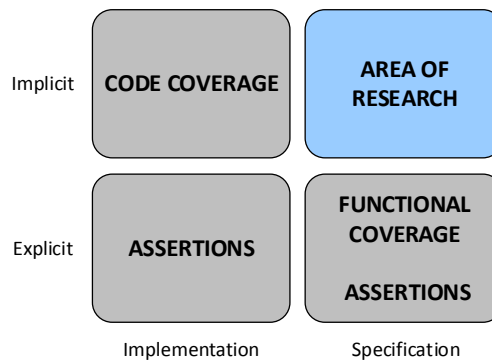 Implicit
CODE COVERAGE
AREA OF
RESEARCH
Explicit
ASSERTIONS
FUNCTIONAL
COVERAGE
ASSERTIONS
Implementation
Specification